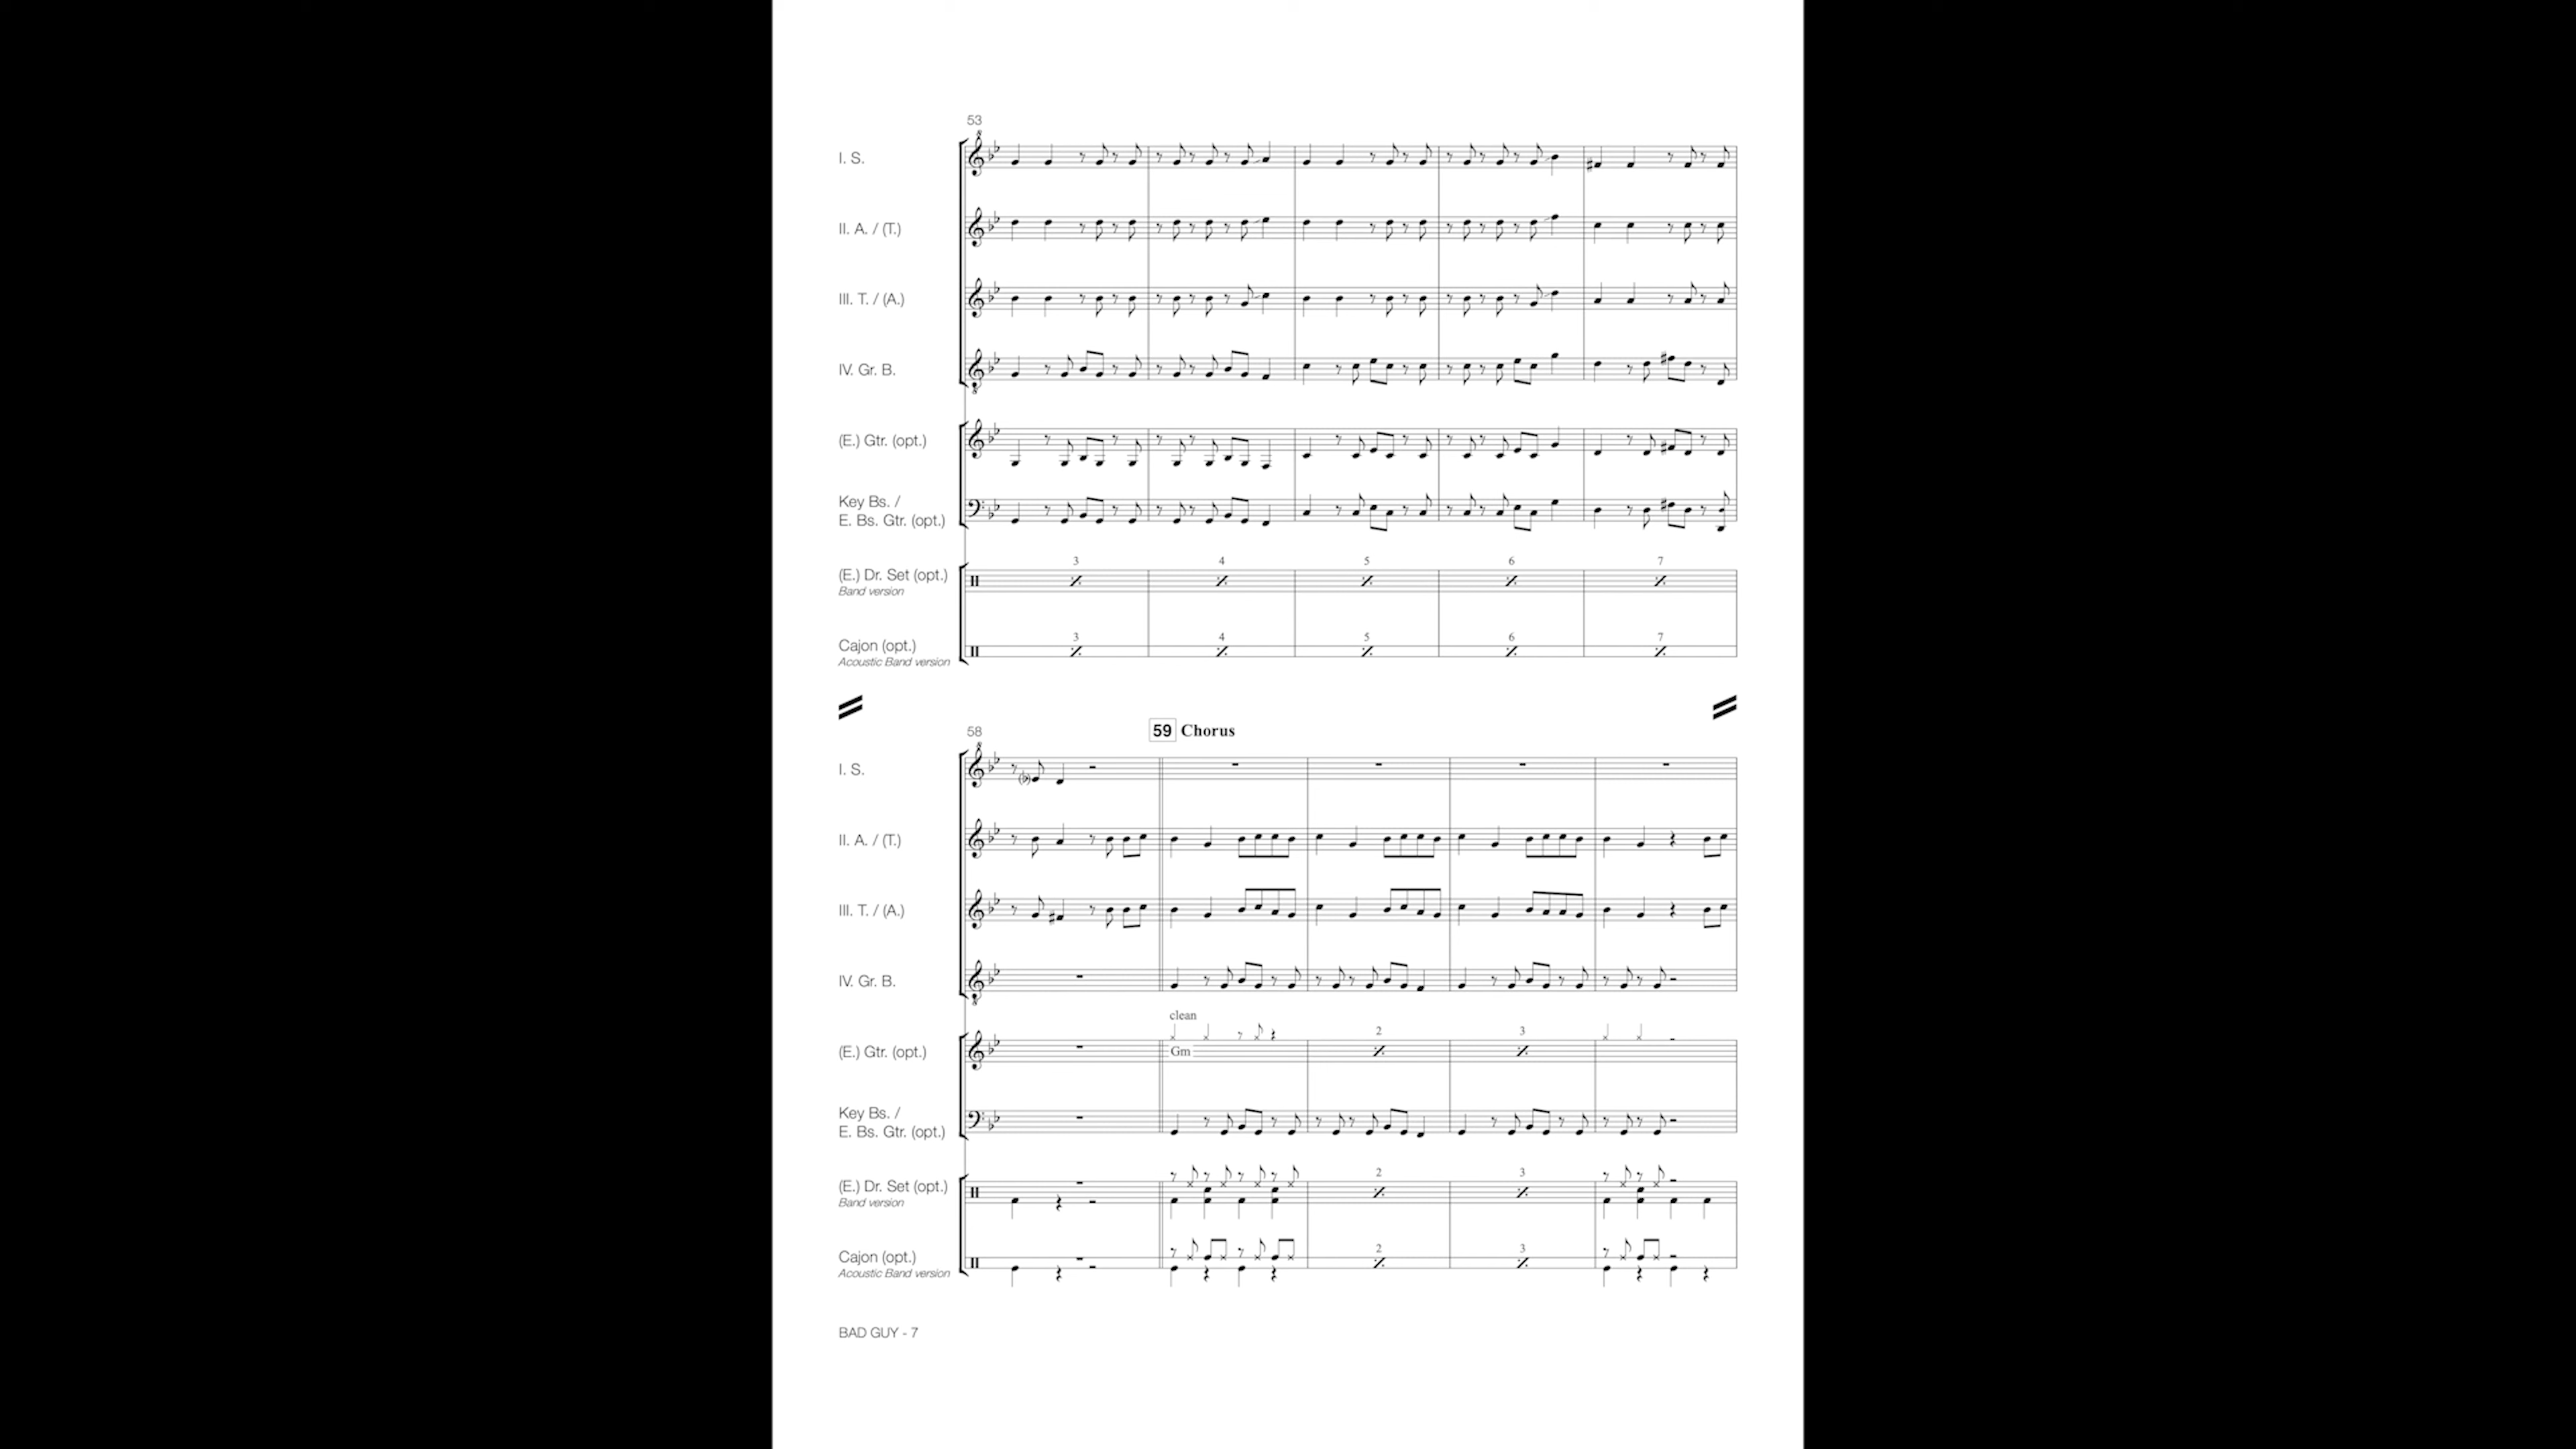 53
I. S.
II. A. / (T.)
III. T. / (A.)
IV. Gr. B.
(E.) Gtr. (opt.)
Key Bs. /
E. Bs. Gtr. (opt.)
3 4 5 6 7
(E.) Dr. Set (opt.)
Band version
3 4 5 6 7
Cajon (opt.)
Acoustic Band version
58 59 Chorus
I. S.
II. A. / (T.)
III. T. / (A.)
IV. Gr. B.
clean
2 3
(E.) Gtr. (opt.)
Gm
Key Bs. /
E. Bs. Gtr. (opt.)
2 3
(E.) Dr. Set (opt.)
Band version
2 3
Cajon (opt.)
Acoustic Band version
BAD GUY - 7